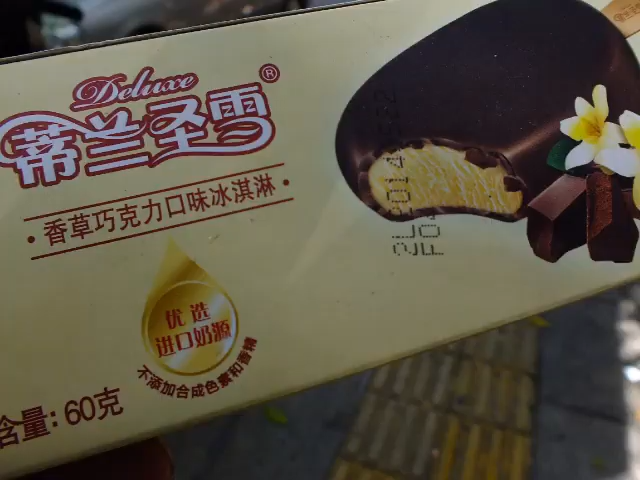 Deluxe ®
蒂兰圣雪
·香草巧克力口味冰淇淋·
优选
进口奶源
不添加合成色素和香精
含量: 60克